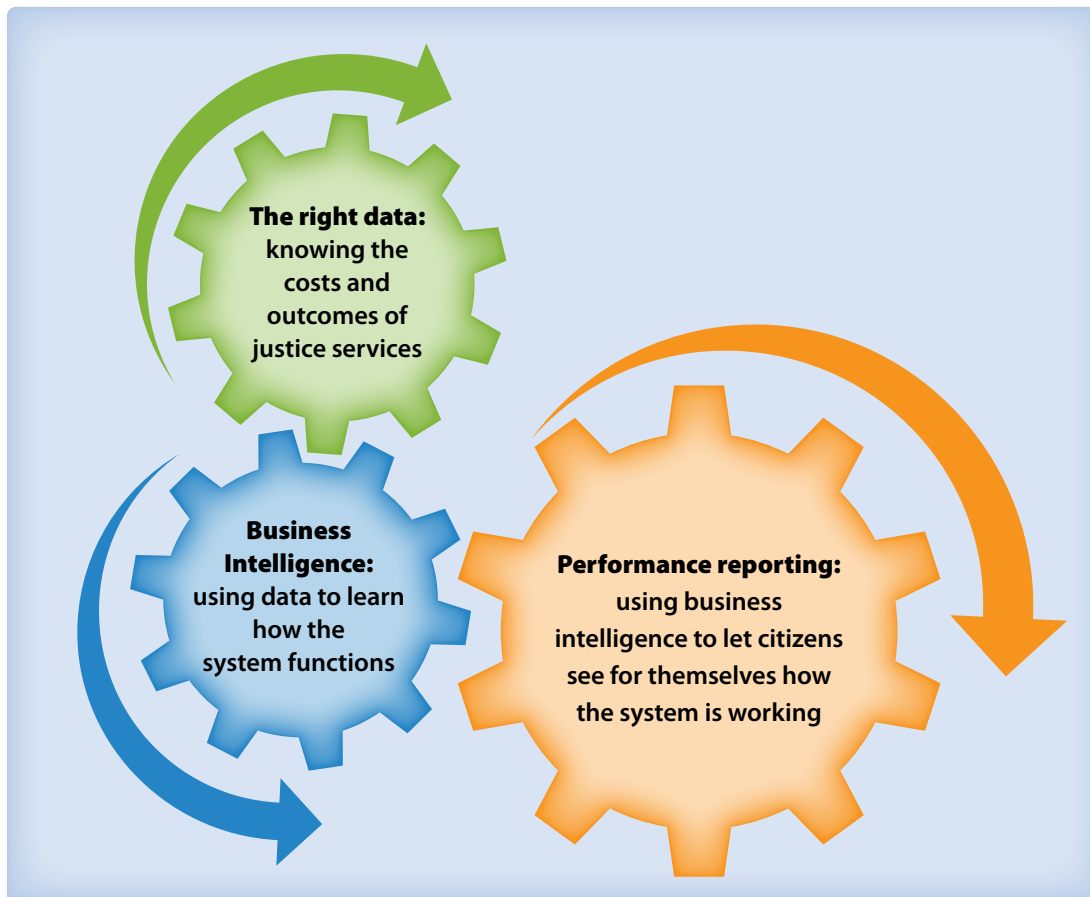 The right data:
knowing the
costs and
outcomes of
justice services
Business
Intelligence:
using data to learn
how the
system functions
Performance reporting:
using business
intelligence to let citizens
see for themselves how
the system is working